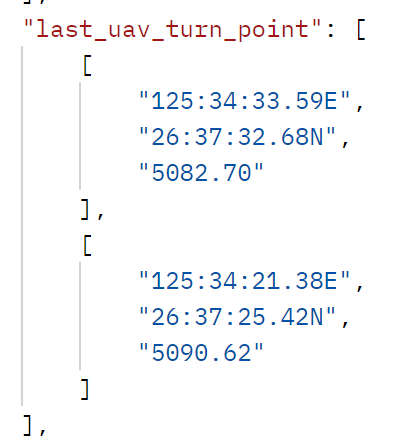 ],
"last_uav_turn_point": [
[
"125:34:33.59E",
"26:37:32.68N",
"5082.70"
],
[
"125:34:21.38E",
"26:37:25.42N",
"5090.62"
]
],